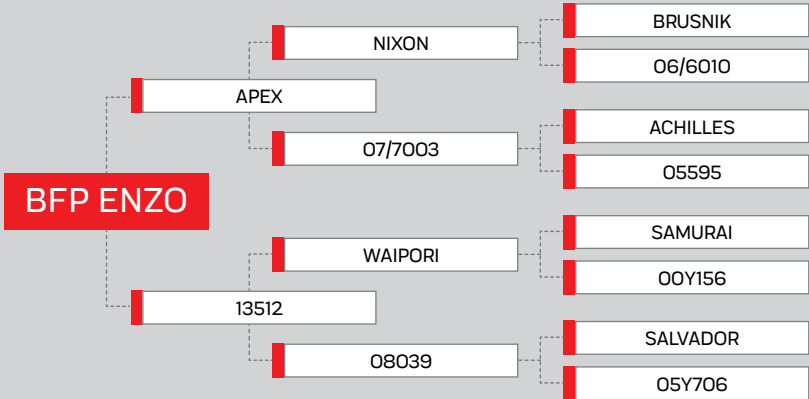 BRUSNIK
NIXON
06/6010
APEX
ACHILLES
07/7003
05595
BFP ENZO
SAMURAI
WAIPORI
00Y156
13512
SALVADOR
08039
05Y706